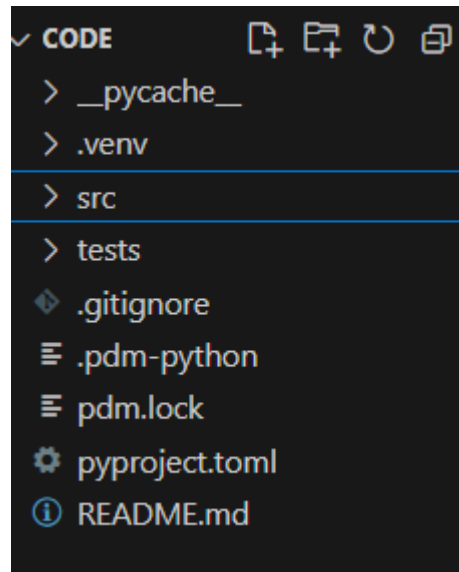 CODE
__pycache__
.venv
src
tests
.gitignore
.pdm-python
pdm.lock
pyproject.toml
README.md